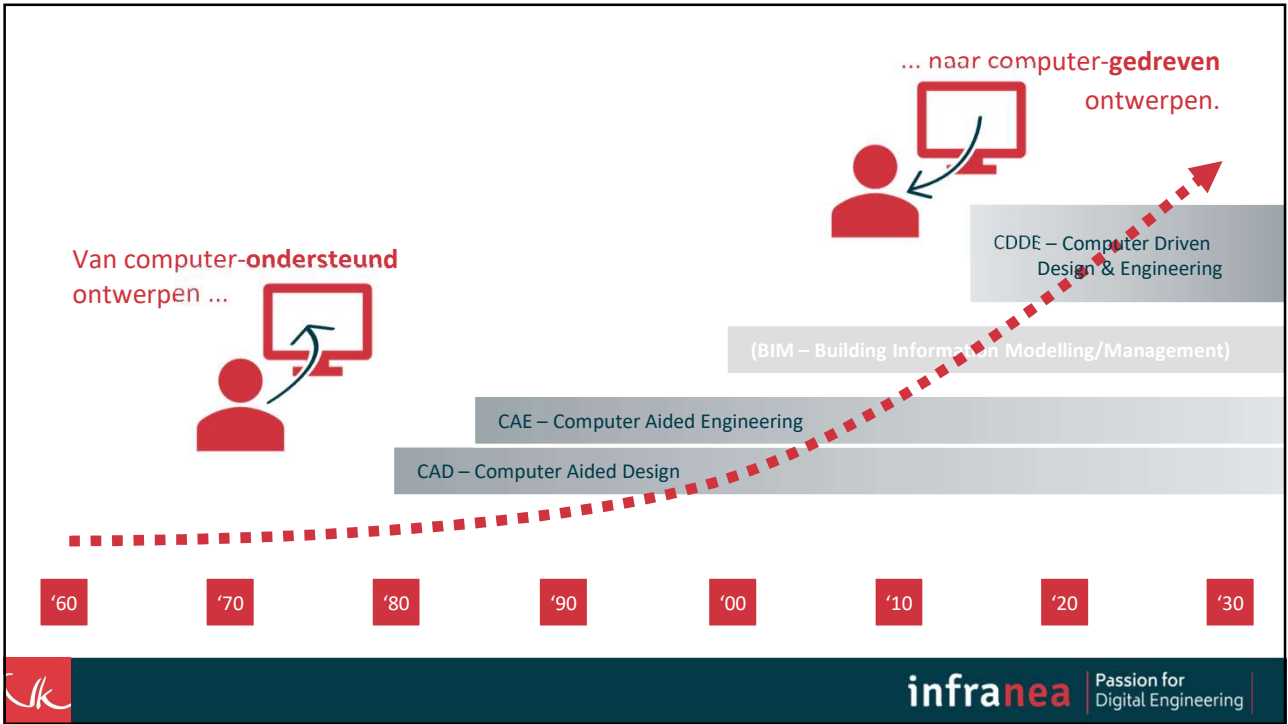 ... naar computer-gedreven
ontwerpen.
Van computer-ondersteund
ontwerpen ...
CDDE – Computer Driven
Design & Engineering
(BIM – Building Information Modelling/Management)
CAE – Computer Aided Engineering
CAD – Computer Aided Design
‘60 ‘70 ‘80 ‘90 ‘00 ‘10 ‘20 ‘30
vk
infranea
Passion for
Digital Engineering